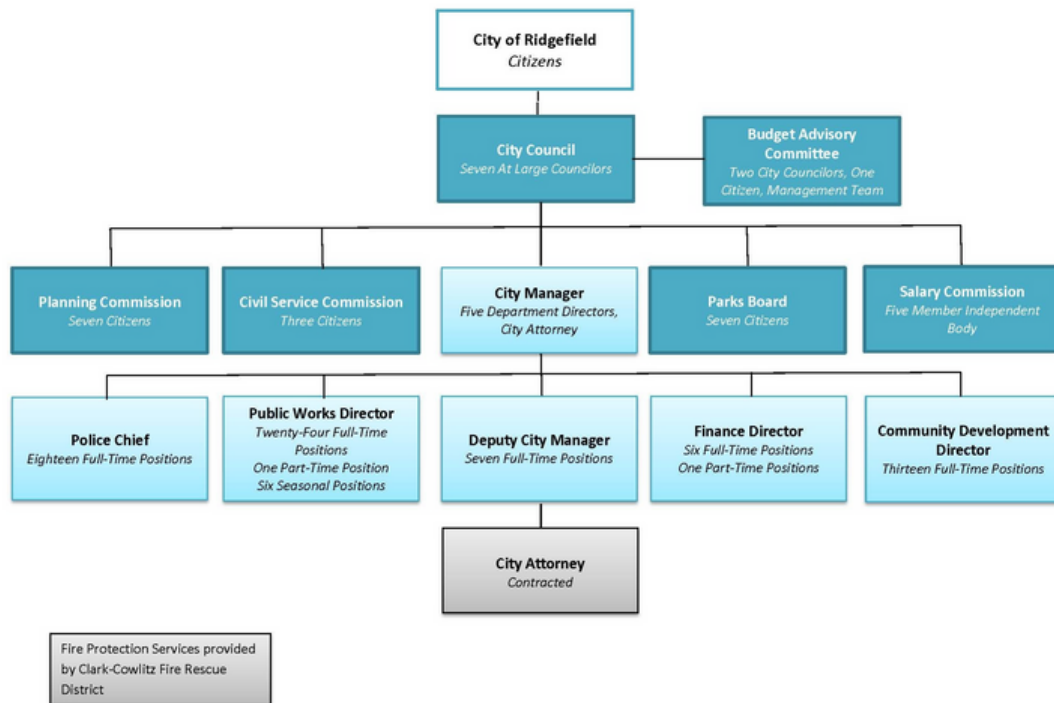 City of Ridgefield
Citizens
City Council
Seven At Large Councilors
Budget Advisory
Committee
Two City Councilors, One
Citizen, Management Team
Planning Commission
Seven Citizens
Civil Service Commission
Three Citizens
City Manager
Five Department Directors,
City Attorney
Parks Board
Seven Citizens
Salary Commission
Five Member Independent
Body
Police Chief
Eighteen Full-Time Positions
Public Works Director
Twenty-Four Full-Time
Positions
One Part-Time Position
Six Seasonal Positions
Deputy City Manager
Seven Full-Time Positions
Finance Director
Six Full-Time Positions
One Part-Time Positions
Community Development
Director
Thirteen Full-Time Positions
City Attorney
Contracted
Fire Protection Services provided
by Clark-Cowlitz Fire Rescue
District